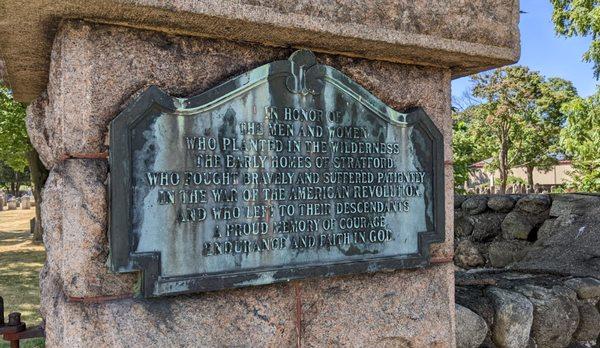 IN HONOR OF
THE MEN AND WOMEN
WHO PLANTED IN THE WILDERNESS
THE EARLY HOMES OF STRATFORD
WHO FOUGHT BRAVELY AND SUFFERED PATIENTLY
IN THE WAR OF THE AMERICAN REVOLUTION
AND WHO LEFT TO THEIR DESCENDANTS
A PROUD MEMORY OF COURAGE
ENDURANCE AND FAITH IN GOD.